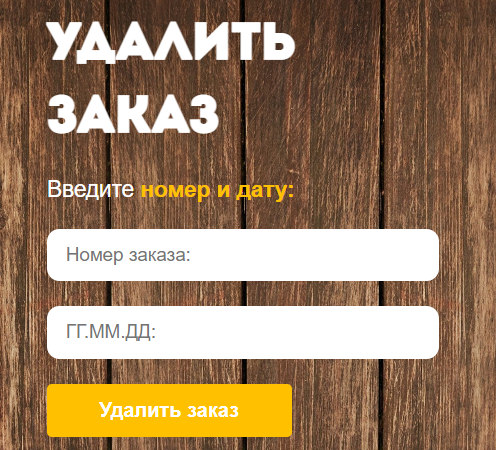 УДАЛИТЬ
ЗАКАЗ
Введите номер и дату:
Номер заказа:
ГГ.ММ.ДД:
Удалить заказ